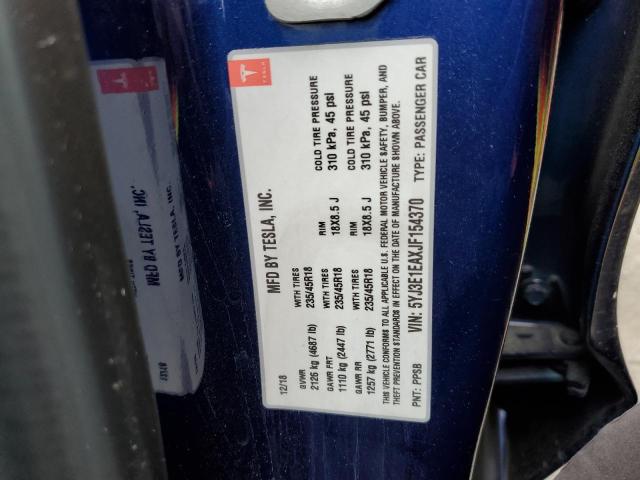 TESLA
MFD BY TESLA, INC.
12/18
GVWR WITH TIRES RIM COLD TIRE PRESSURE
2126 kg (4687 lb) 235/45R18 18X8.5 J 310 kPa, 45 psi
GAWR FRT WITH TIRES RIM COLD TIRE PRESSURE
1110 kg (2447 lb) 235/45R18 18X8.5 J 310 kPa, 45 psi
GAWR RR WITH TIRES
1257 kg (2771 lb) 235/45R18
THIS VEHICLE CONFORMS TO ALL APPLICABLE U.S. FEDERAL MOTOR VEHICLE SAFETY, BUMPER, AND
THEFT PREVENTION STANDARDS IN EFFECT ON THE DATE OF MANUFACTURE SHOWN ABOVE.
VIN: 5YJ3E1EAXJF154370 TYPE: PASSENGER CAR
PNT: PPSB
MFD BY TESLA, INC.